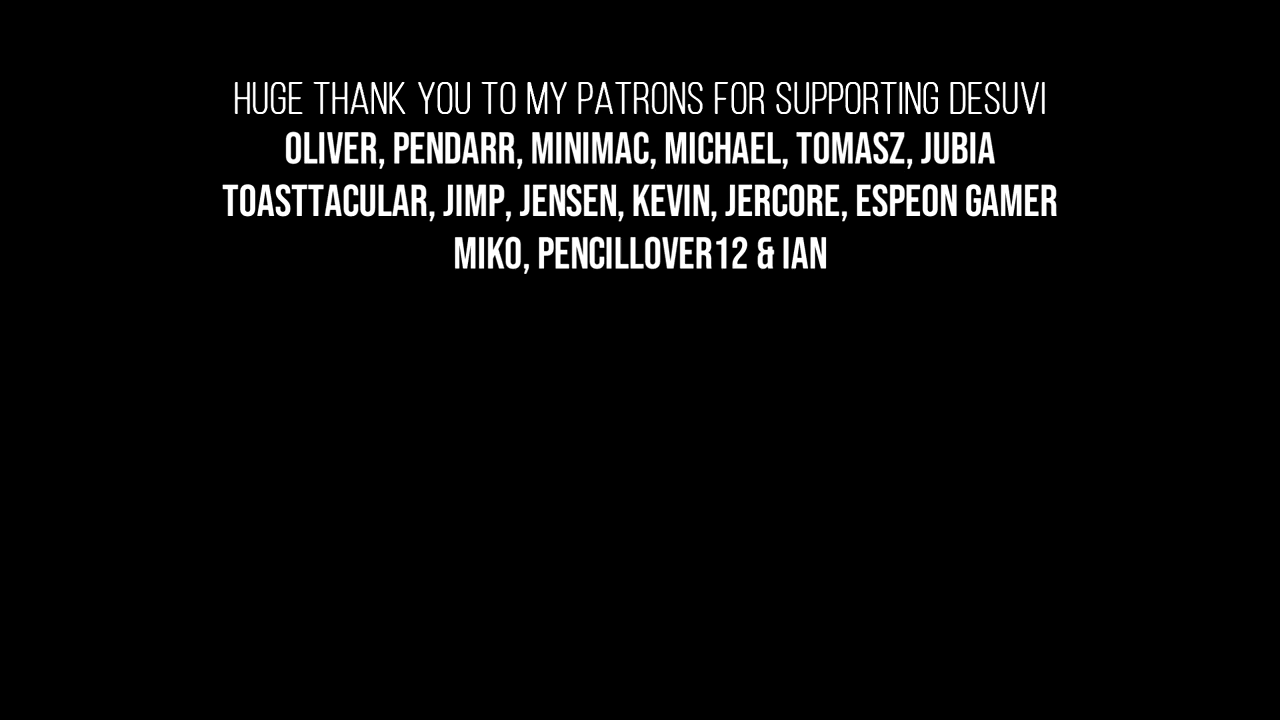 HUGE THANK YOU TO MY PATRONS FOR SUPPORTING DESUVI
OLIVER, PENDARR, MINIMAC, MICHAEL, TOMASZ, JUBIA
TOASTTACULAR, JIMP, JENSEN, KEVIN, JERCORE, ESPEON GAMER
MIKO, PENCILLOVER12 & IAN